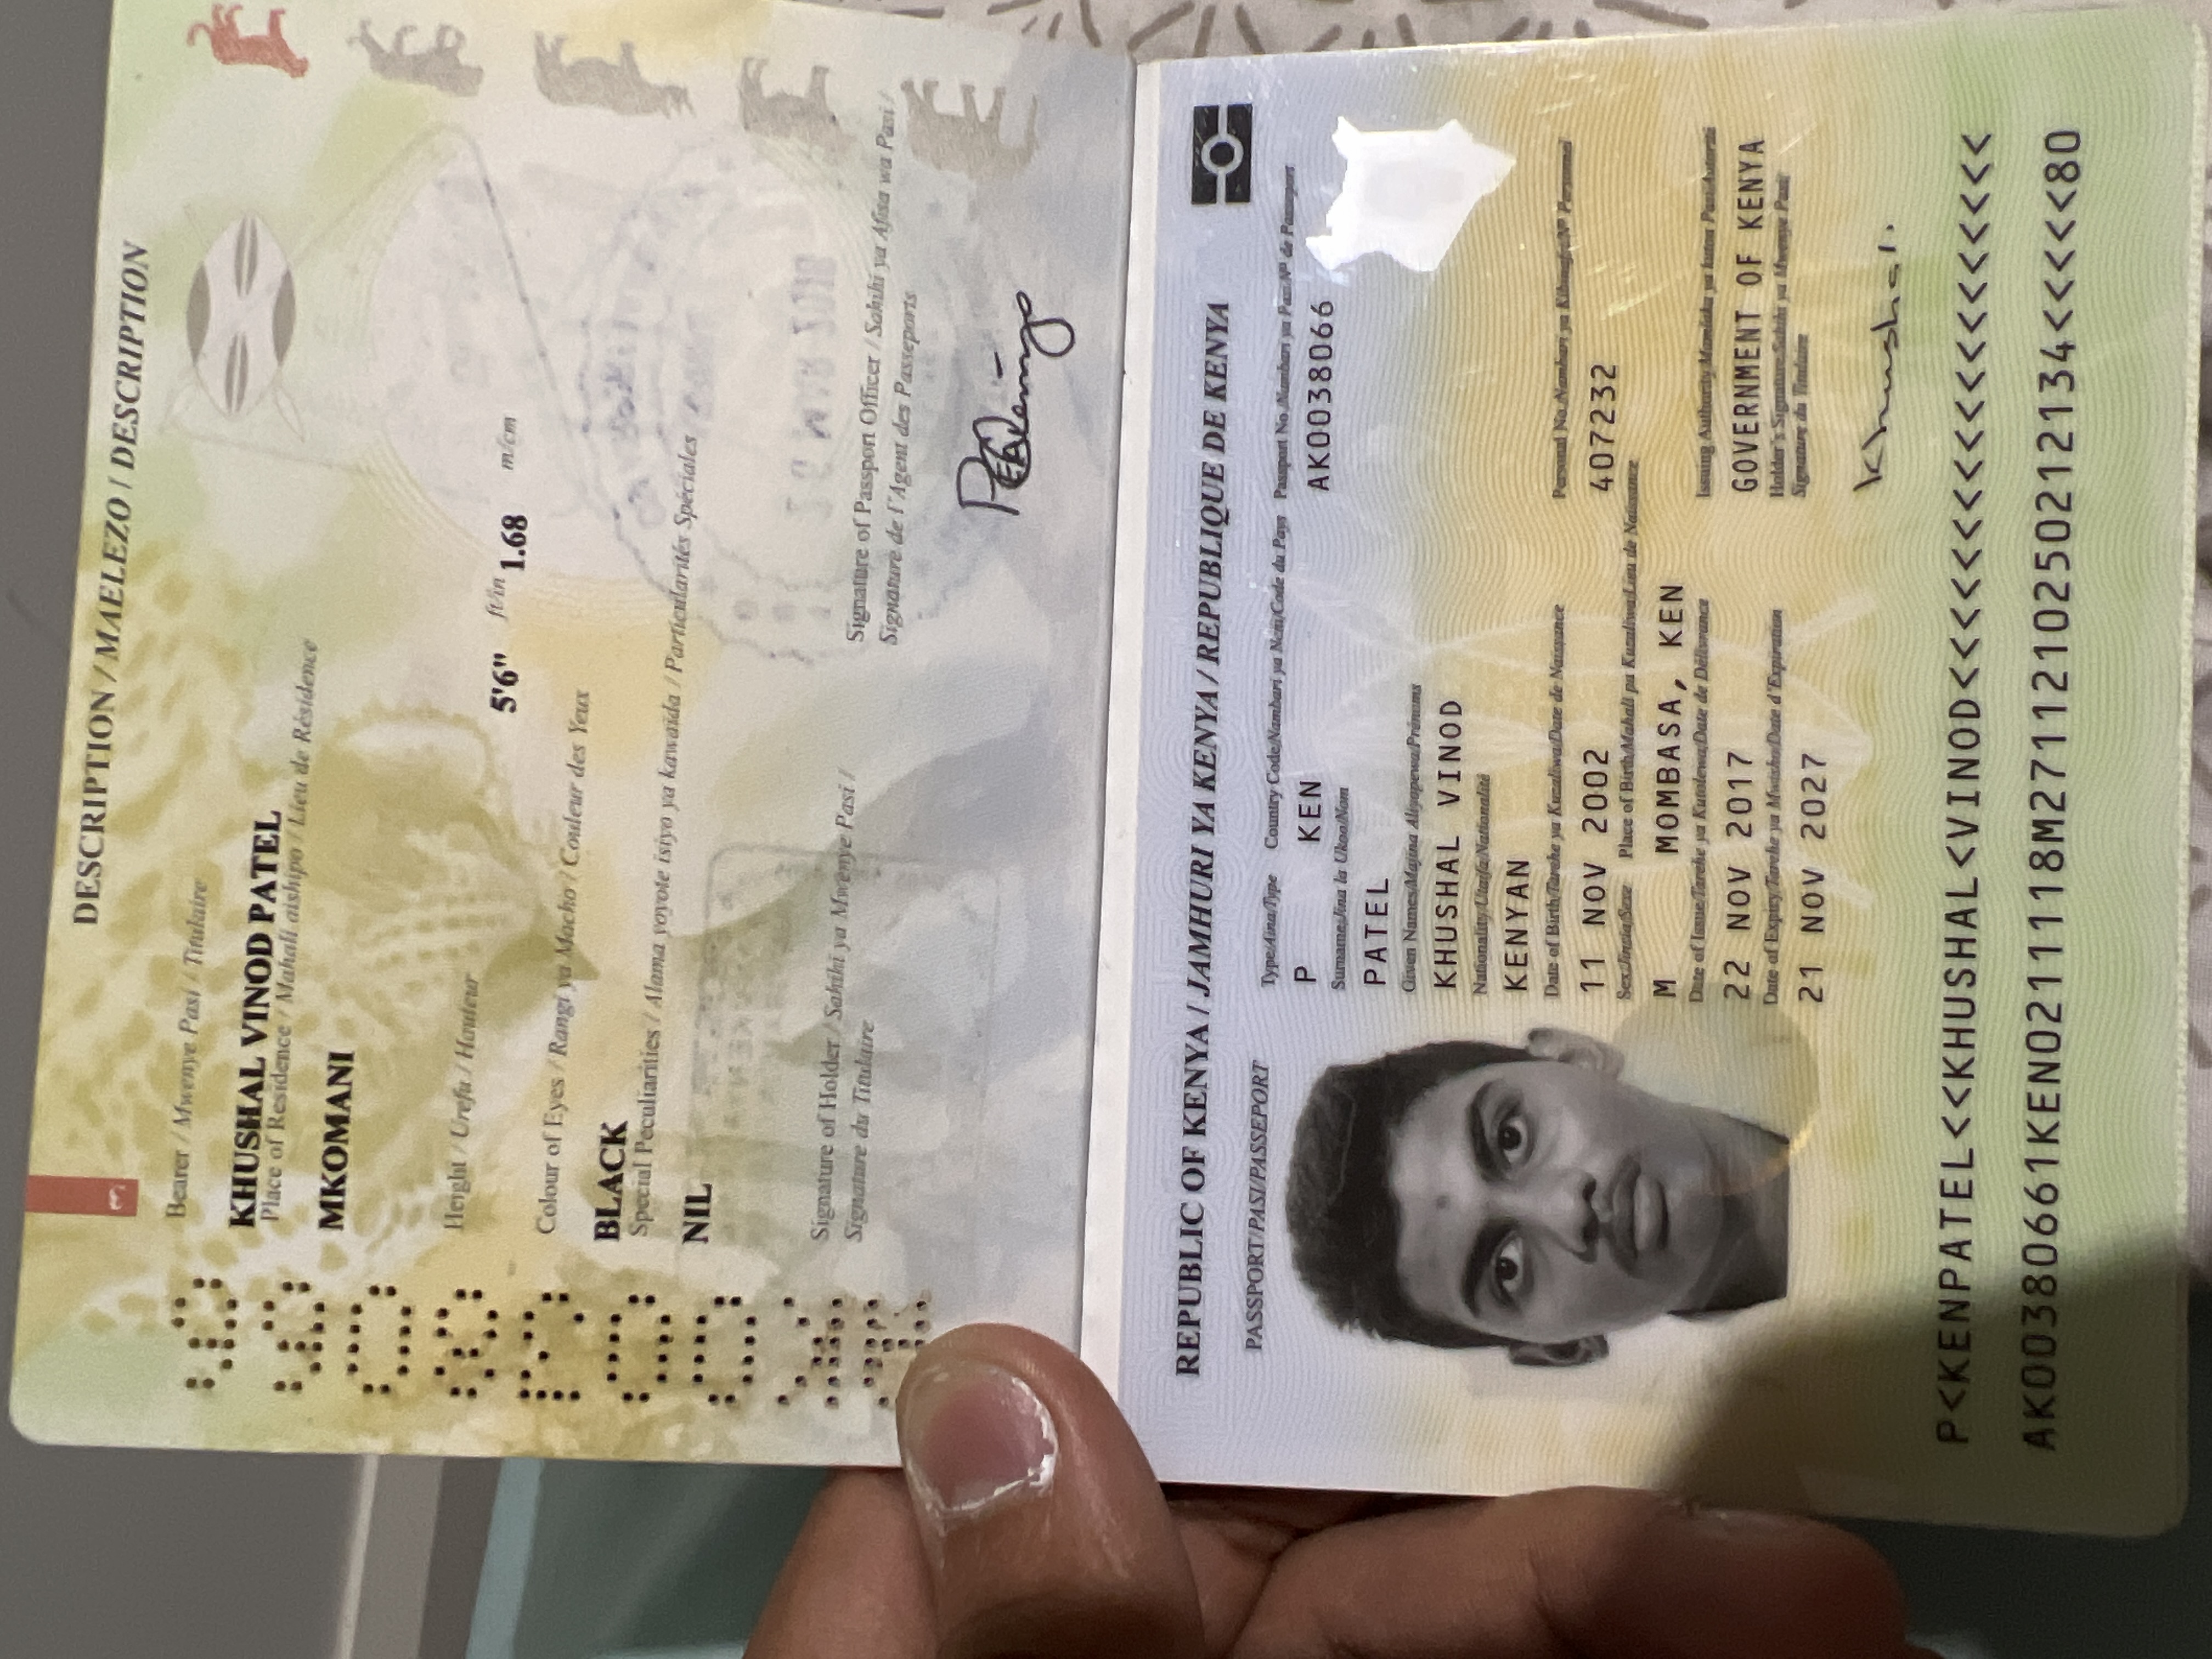 3
DESCRIPTION / MAELEZO / DESCRIPTION
Bearer / Mwenye Pasi / Titulaire
KHUSHAL VINOD PATEL
Place of Residence / Mahali aishipo / Lieu de Résidence
MKOMANI
Height / Urefu / Hauteur
5'6" ft/in 1.68 m/cm
Colour of Eyes / Rangi ya Macho / Couleur des Yeux
BLACK
Special Peculiarities / Alama yoyote isiyo ya kawaida / Particularités Spéciales
NIL
Signature of Holder / Sahihi ya Mwenye Pasi /
Signature du Titulaire
Signature of Passport Officer / Sahihi ya Afisa wa Pasi /
Signature de l'Agent des Passeports
AK0038066
REPUBLIC OF KENYA / JAMHURI YA KENYA / REPUBLIQUE DE KENYA
PASSPORT/PASI/PASSEPORT
Type/Aina/Type Country Code/Nambari ya Nchi/Code du Pays Passport No./Nambari ya Pasi/Nº de Passeport
P KEN AK0038066
Surname/Jina la Ukoo/Nom
PATEL
Given Names/Majina Aliyopewa/Prénoms
KHUSHAL VINOD
Nationality/Utaifa/Nationalité
KENYAN
Date of Birth/Tarehe ya Kuzaliwa/Date de Naissance Personal No./Nambari ya Kibinafsi/Nº Personnel
11 NOV 2002 407232
Sex/Jinsia/Sexe Place of Birth/Mahali pa Kuzaliwa/Lieu de Naissance
M MOMBASA, KEN
Date of Issue/Tarehe ya Kutolewa/Date de Délivrance Issuing Authority/Mamlaka ya kutoa Pasi/Autorité
22 NOV 2017 GOVERNMENT OF KENYA
Date of Expiry/Tarehe ya Mwisho/Date d'Expiration Holder's Signature/Sahihi ya Mwenye Pasi/
Signature du Titulaire
21 NOV 2027
Khushal.
P<KENPATEL<<KHUSHAL<VINOD<<<<<<<<<<<<<<<<<<<
AK00380661KEN0211118M2711210250212134<<<<<80